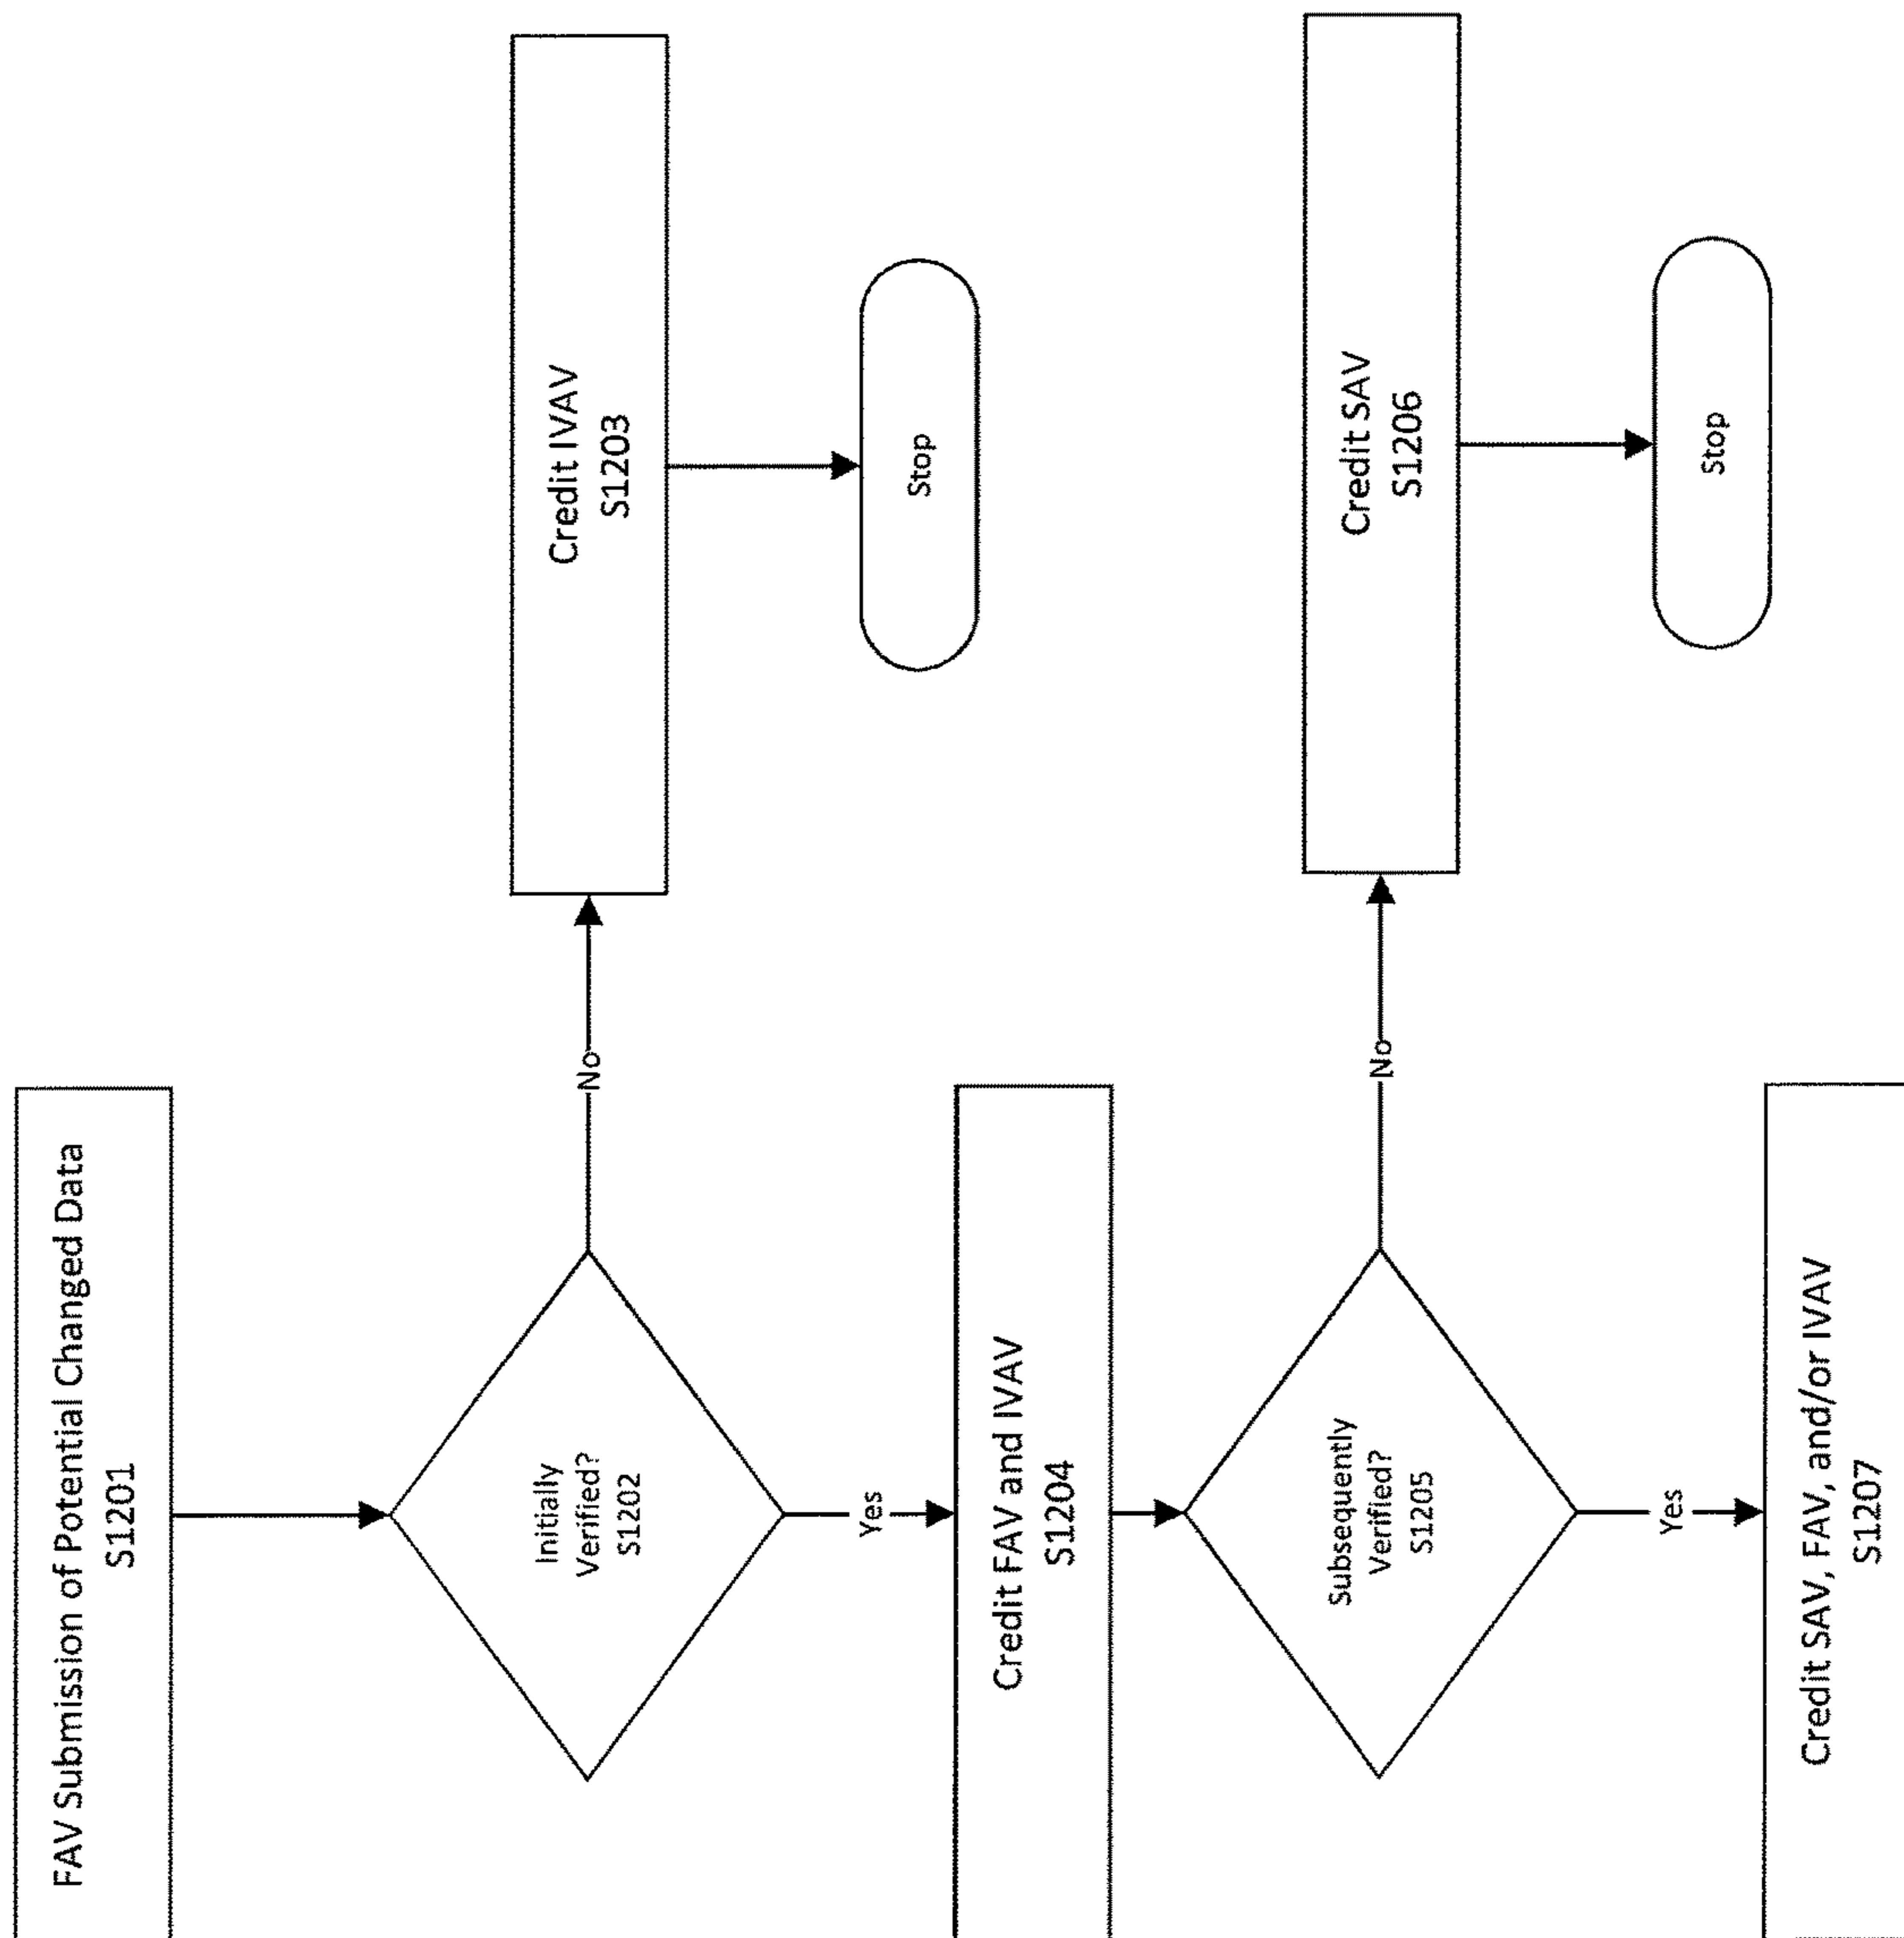 FAV Submission of Potential Changed Data
S1201
Initially
Verified?
S1202
No
Credit IVAV
S1203
Stop
Yes
Credit FAV and IVAV
S1204
Subsequently
Verified?
S1205
No
Credit SAV
S1206
Stop
Yes
Credit SAV, FAV, and/or IVAV
S1207